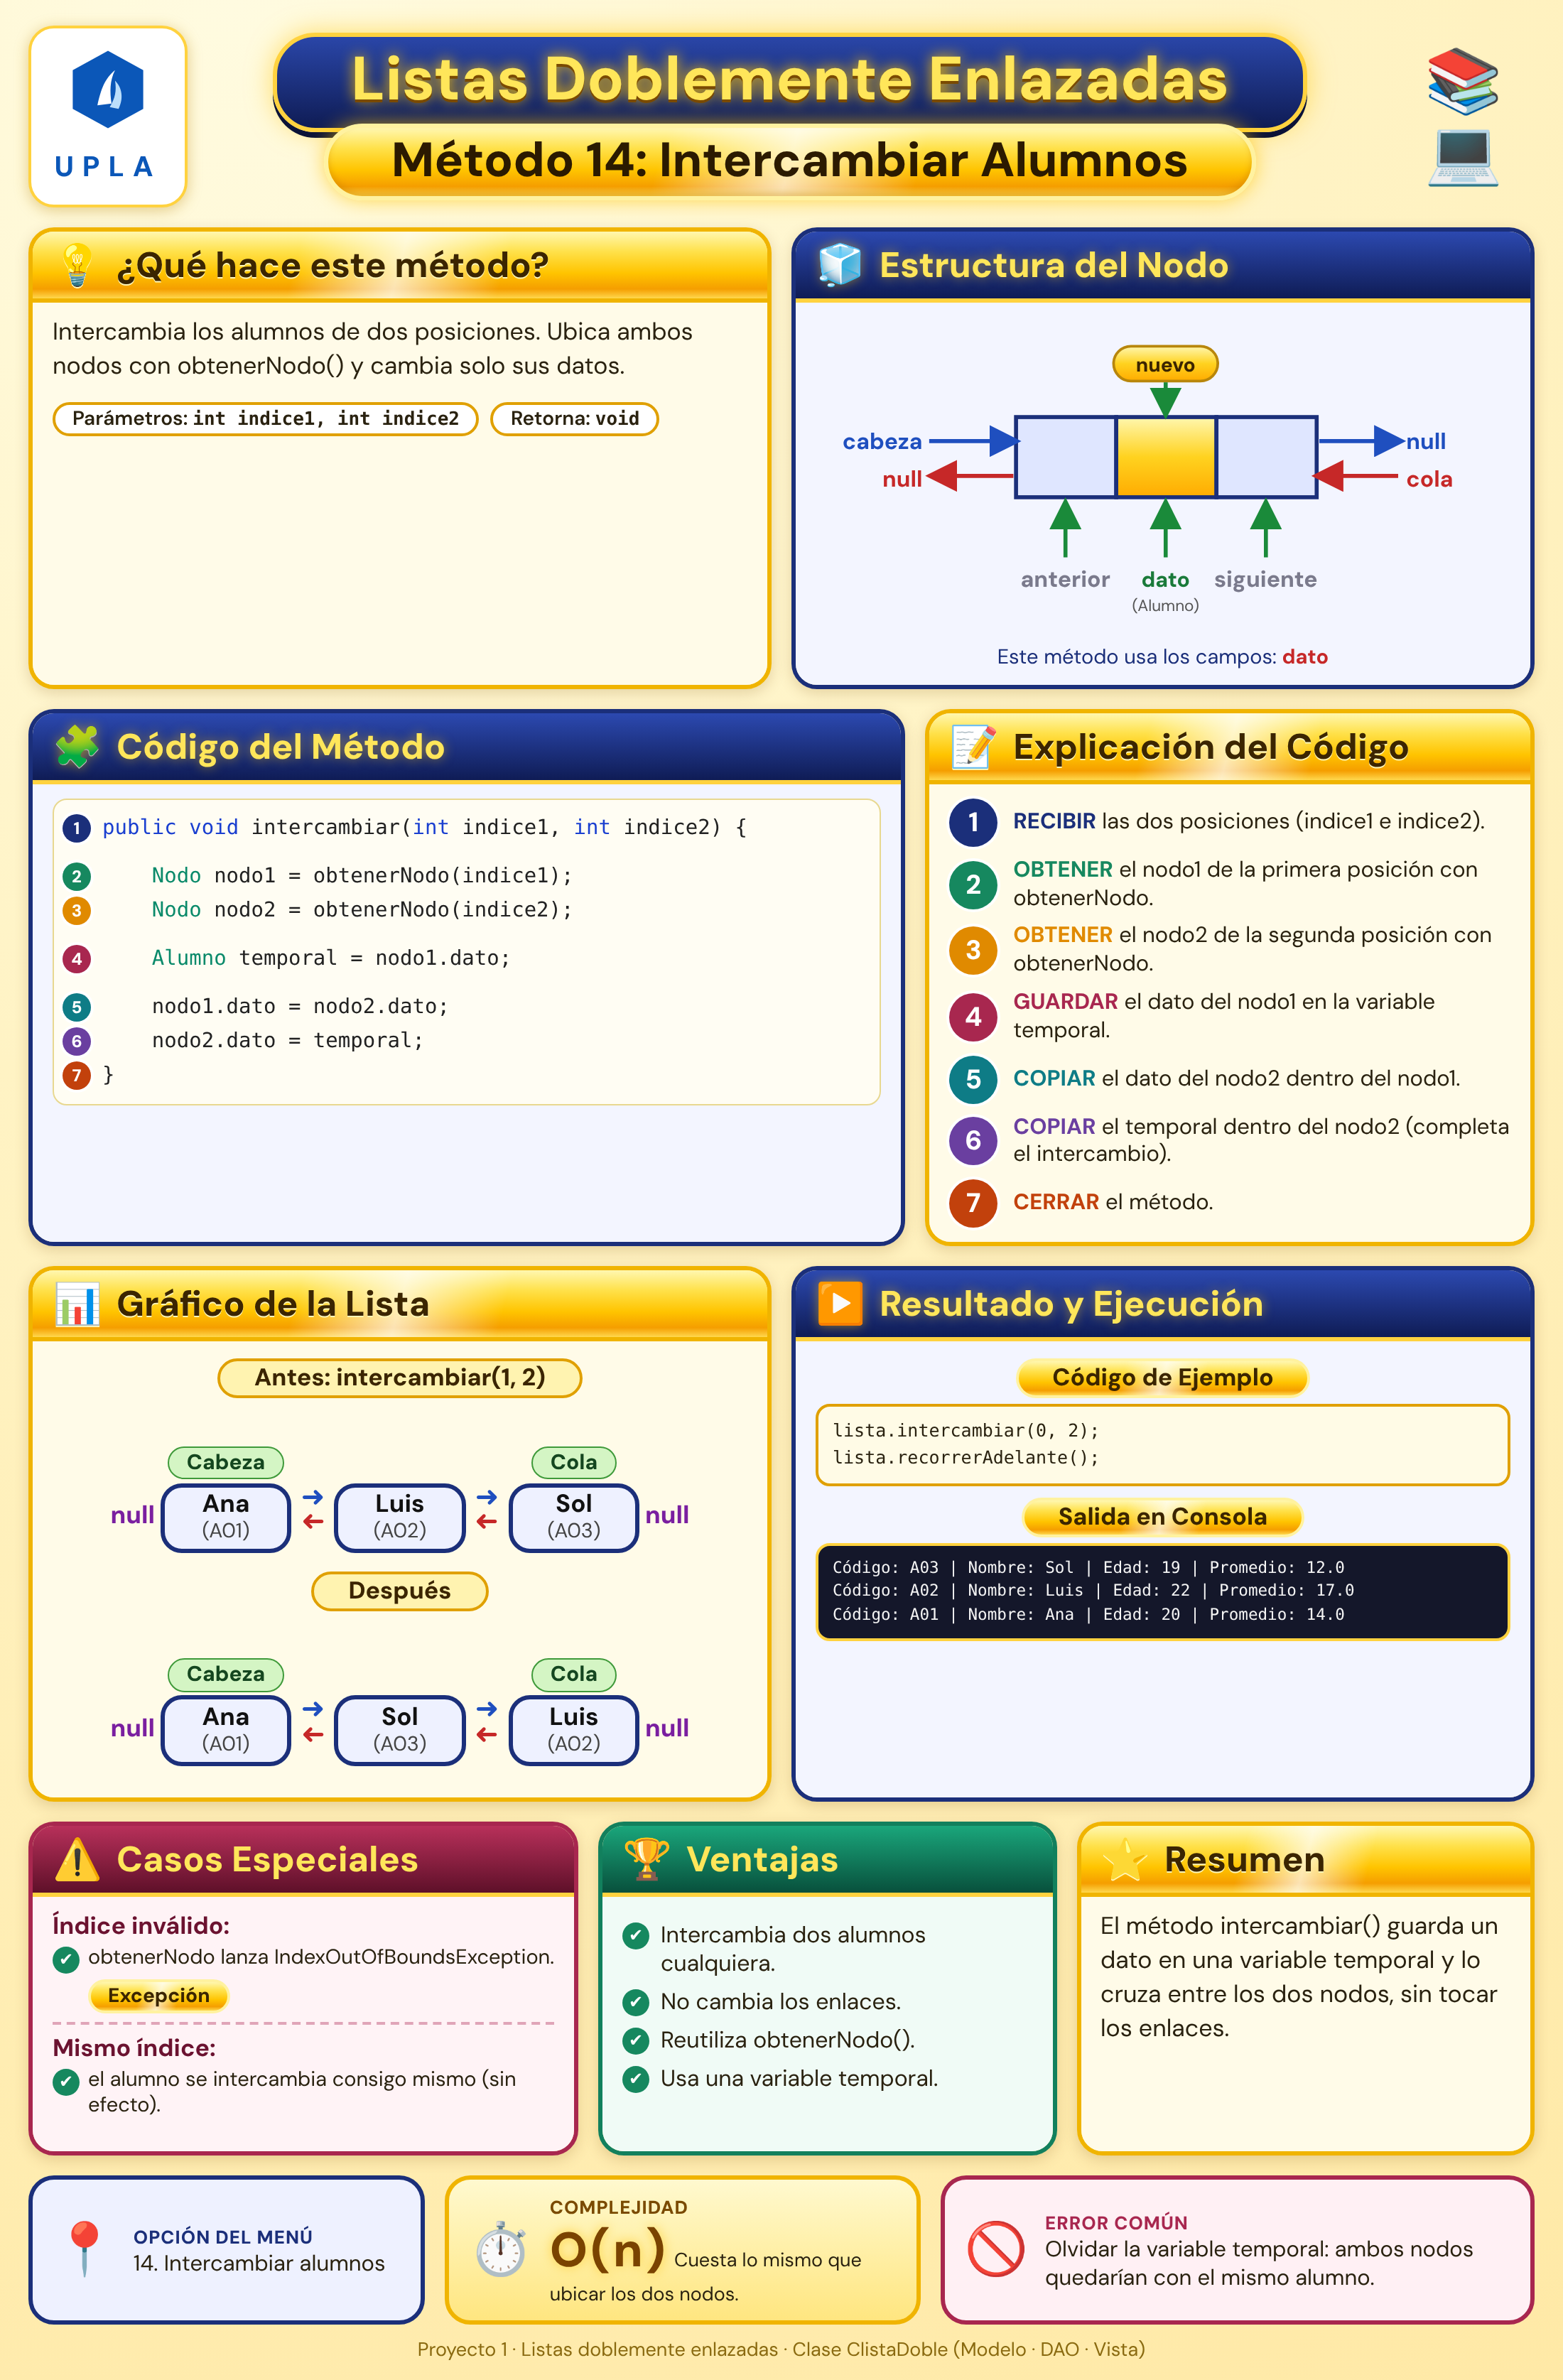 UPLA
Listas Doblemente Enlazadas
Método 14: Intercambiar Alumnos
¿Qué hace este método?
Intercambia los alumnos de dos posiciones. Ubica ambos
nodos con obtenerNodo() y cambia solo sus datos.
Parámetros: int indice1, int indice2
Retorna: void
Estructura del Nodo
nuevo
cabeza
null
null
cola
anterior
dato
siguiente
(Alumno)
Este método usa los campos: dato
Código del Método
1 public void intercambiar(int indice1, int indice2) {
2 Nodo nodo1 = obtenerNodo(indice1);
3 Nodo nodo2 = obtenerNodo(indice2);
4 Alumno temporal = nodo1.dato;
5 nodo1.dato = nodo2.dato;
6 nodo2.dato = temporal;
7 }
Explicación del Código
1 RECIBIR las dos posiciones (indice1 e indice2).
2 OBTENER el nodo1 de la primera posición con
obtenerNodo.
3 OBTENER el nodo2 de la segunda posición con
obtenerNodo.
4 GUARDAR el dato del nodo1 en la variable
temporal.
5 COPIAR el dato del nodo2 dentro del nodo1.
6 COPIAR el temporal dentro del nodo2 (completa
el intercambio).
7 CERRAR el método.
Gráfico de la Lista
Antes: intercambiar(1, 2)
Cabeza
Cola
null
Ana
(A01)
Luis
(A02)
Sol
(A03)
null
Después
Cabeza
Cola
null
Ana
(A01)
Sol
(A03)
Luis
(A02)
null
Resultado y Ejecución
Código de Ejemplo
lista.intercambiar(0, 2);
lista.recorrerAdelante();
Salida en Consola
Código: A03 | Nombre: Sol | Edad: 19 | Promedio: 12.0
Código: A02 | Nombre: Luis | Edad: 22 | Promedio: 17.0
Código: A01 | Nombre: Ana | Edad: 20 | Promedio: 14.0
Casos Especiales
Índice inválido:
obtenerNodo lanza IndexOutOfBoundsException.
Excepción
Mismo índice:
el alumno se intercambia consigo mismo (sin
efecto).
Ventajas
Intercambia dos alumnos
cualquiera.
No cambia los enlaces.
Reutiliza obtenerNodo().
Usa una variable temporal.
Resumen
El método intercambiar() guarda un
dato en una variable temporal y lo
cruza entre los dos nodos, sin tocar
los enlaces.
OPCIÓN DEL MENÚ
14. Intercambiar alumnos
COMPLEJIDAD
O(n) Cuesta lo mismo que
ubicar los dos nodos.
ERROR COMÚN
Olvidar la variable temporal: ambos nodos
quedarían con el mismo alumno.
Proyecto 1 · Listas doblemente enlazadas · Clase ClistaDoble (Modelo · DAO · Vista)